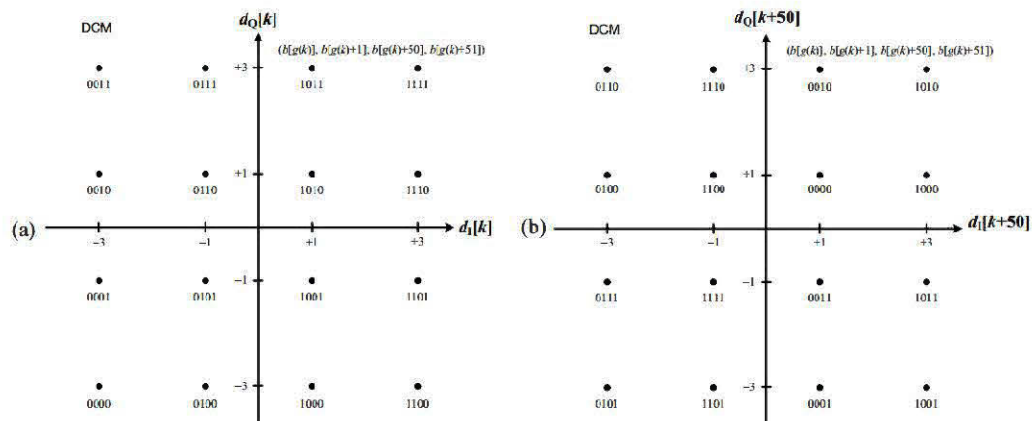 DCM
d_Q[k]
(b[g(k)], b[g(k)+1], b[g(k)+50], b[g(k)+51])
+3
0011 0111 1011 1111
+1
0010 0110 1010 1110
(a)
−3 −1 +1 +3
d_I[k]
−1
0001 0101 1001 1101
−3
0000 0100 1000 1100
DCM
d_Q[k+50]
(b[g(k)], b[g(k)+1], b[g(k)+50], b[g(k)+51])
+3
0110 1110 0010 1010
+1
0100 1100 0000 1000
(b)
−3 −1 +1 +3
d_I[k+50]
−1
0111 1111 0011 1011
−3
0101 1101 0001 1001